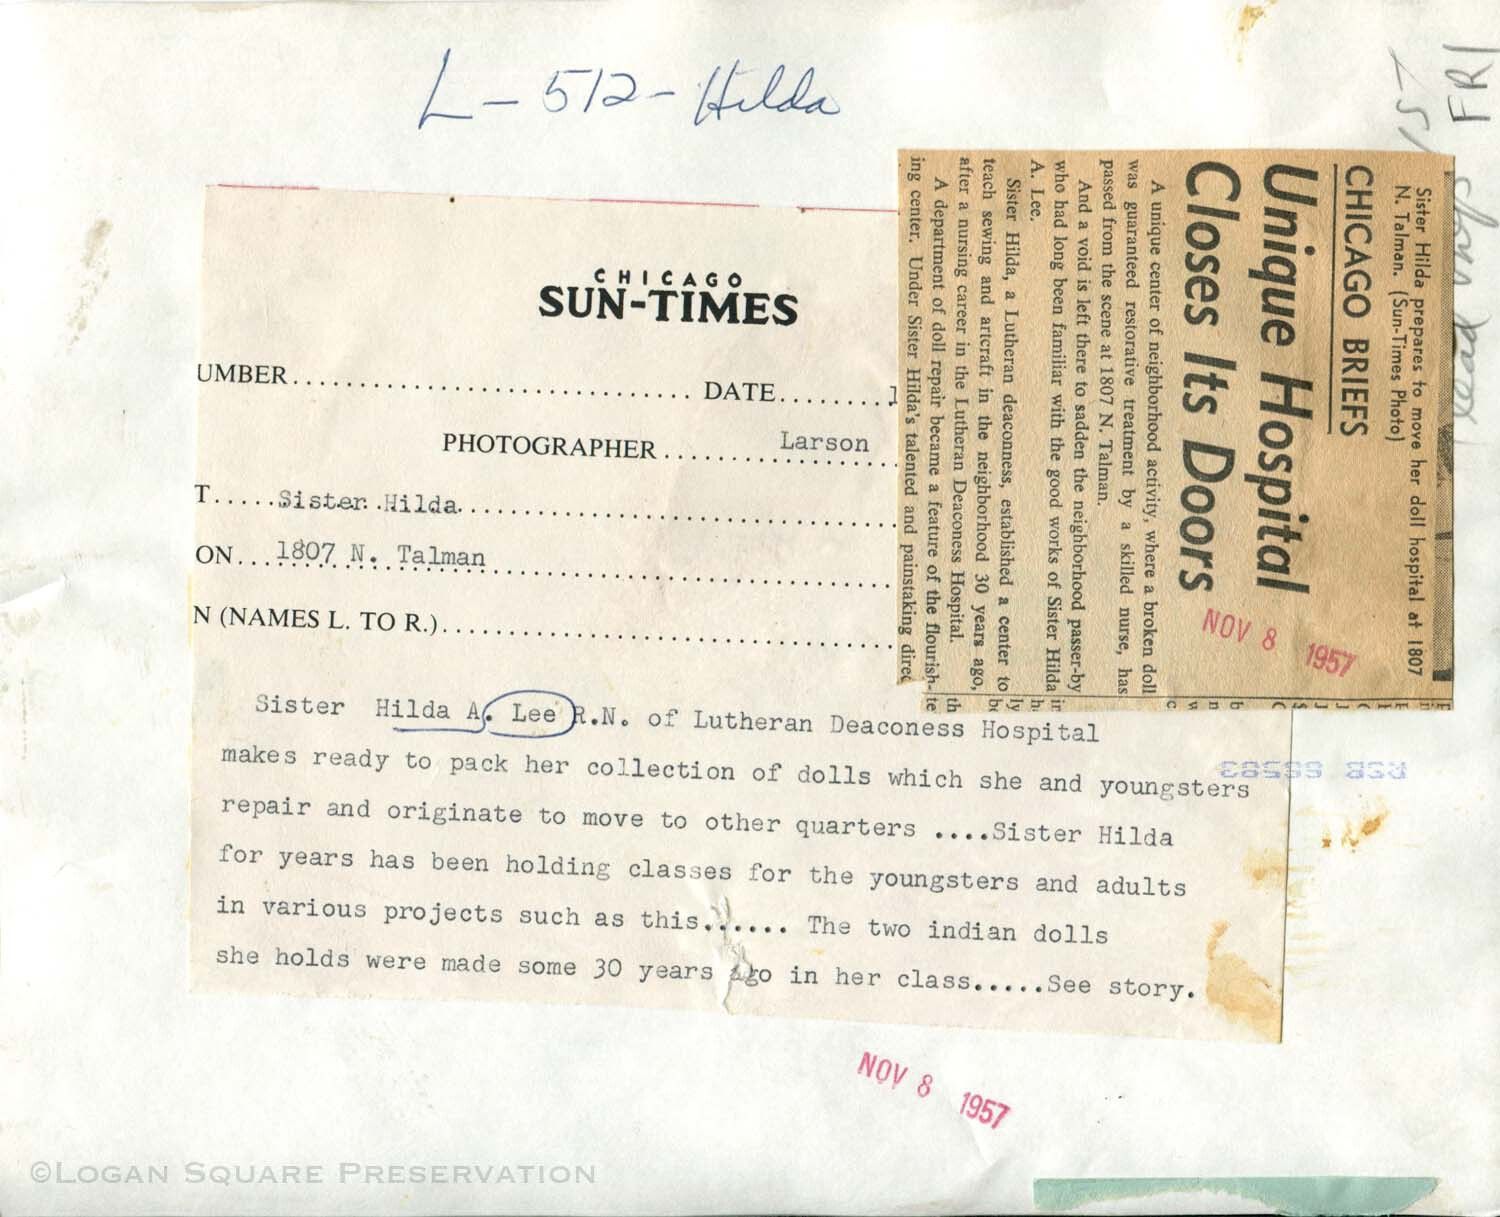 L-512-Hilda
CHICAGO
SUN-TIMES
UMBER.............................. DATE........1
PHOTOGRAPHER.................. Larson
T.....Sister Hilda..................................
ON...1807 N. Talman..................................
N (NAMES L. TO R.)...................................
Sister Hilda A. Lee R.N. of Lutheran Deaconess Hospital
makes ready to pack her collection of dolls which she and youngsters
repair and originate to move to other quarters ....Sister Hilda
for years has been holding classes for the youngsters and adults
in various projects such as this...... The two indian dolls
she holds were made some 30 years ago in her class.....See story.
Sister Hilda prepares to move her doll hospital at 1807
N. Talman. (Sun-Times Photo)
CHICAGO BRIEFS
Unique Hospital
Closes Its Doors
A unique center of neighborhood activity, where a broken doll
was guaranteed restorative treatment by a skilled nurse, has
passed from the scene at 1807 N. Talman.
And a void is left there to sadden the neighborhood passer-by
who had long been familiar with the good works of Sister Hilda
A. Lee.
Sister Hilda, a Lutheran deaconness, established a center to
teach sewing and artcraft in the neighborhood 30 years ago,
after a nursing career in the Lutheran Deaconess Hospital.
A department of doll repair became a feature of the flourish-
ing center. Under Sister Hilda's talented and painstaking direc
NOV 8 1957
FRI
NOV 8 1957
©LOGAN SQUARE PRESERVATION